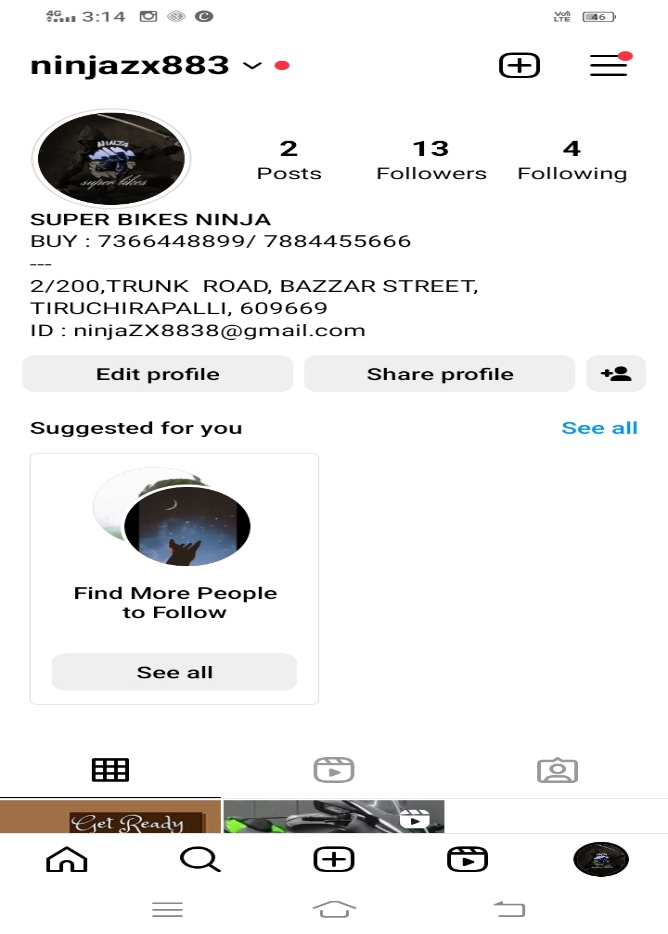 4G 3:14 VoLTE 46
ninjazx883
NINJA
super bikes
2 13 4
Posts Followers Following
SUPER BIKES NINJA
BUY : 7366448899/ 7884455666
---
2/200,TRUNK ROAD, BAZZAR STREET,
TIRUCHIRAPALLI, 609669
ID : ninjaZX8838@gmail.com
Edit profile Share profile
Suggested for you See all
Find More People
to Follow
See all
Get Ready